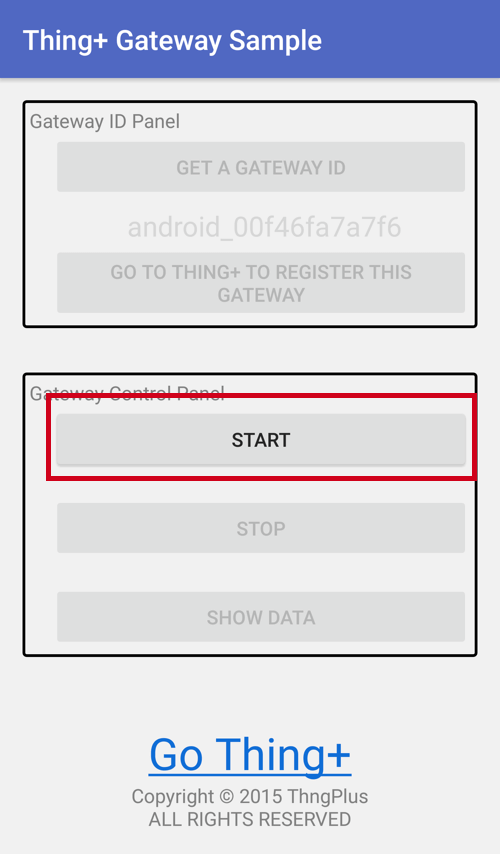 Thing+ Gateway Sample
Gateway ID Panel
GET A GATEWAY ID
android_00f46fa7a7f6
GO TO THING+ TO REGISTER THIS
GATEWAY
Gateway Control Panel
START
STOP
SHOW DATA
Go Thing+
Copyright © 2015 ThngPlus
ALL RIGHTS RESERVED